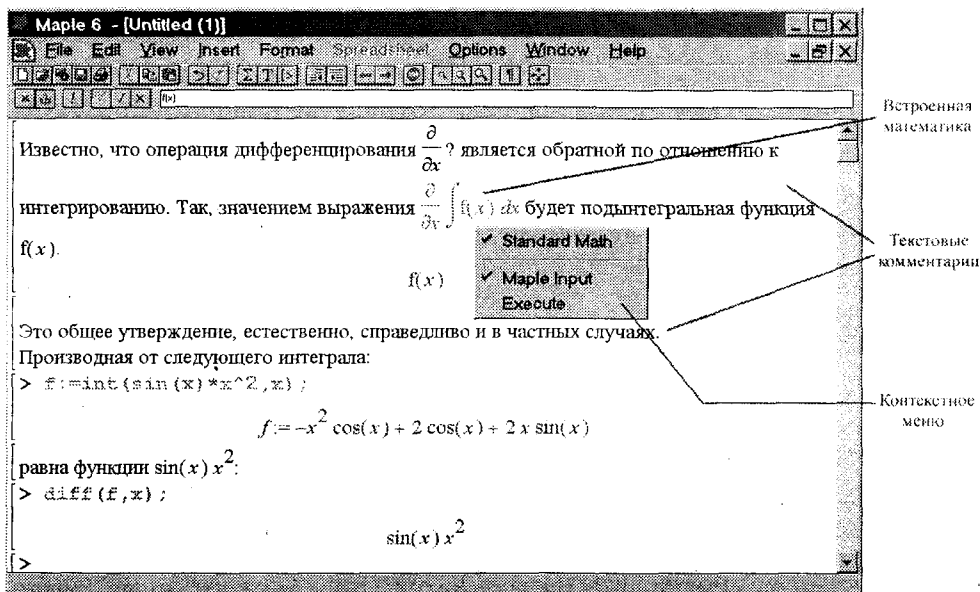 Maple 6 - [Untitled (1)]
File Edit View Insert Format Spreadsheet Options Window Help
f(x)
Встроенная
математика
Известно, что операция дифференцирования ∂/∂x ? является обратной по отношению к
интегрированию. Так, значением выражения ∂/∂x ∫ f(x) dx будет подынтегральная функция
f(x).
f(x)
Standard Math
Maple Input
Execute
Текстовые
комментарии
Это общее утверждение, естественно, справедливо и в частных случаях.
Производная от следующего интеграла:
> f:=int(sin(x)*x^2,x);
Контекстное
меню
f := -x² cos(x) + 2 cos(x) + 2 x sin(x)
равна функции sin(x) x²:
> diff(f,x);
sin(x) x²
>